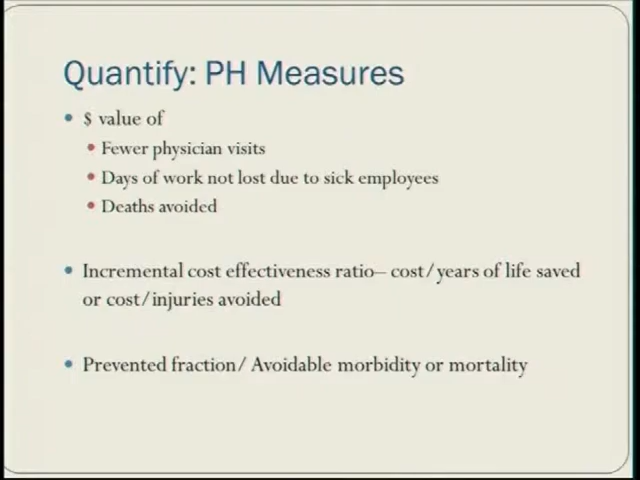 Quantify: PH Measures
• $ value of
• Fewer physician visits
• Days of work not lost due to sick employees
• Deaths avoided
• Incremental cost effectiveness ratio– cost/years of life saved
or cost/injuries avoided
• Prevented fraction/ Avoidable morbidity or mortality